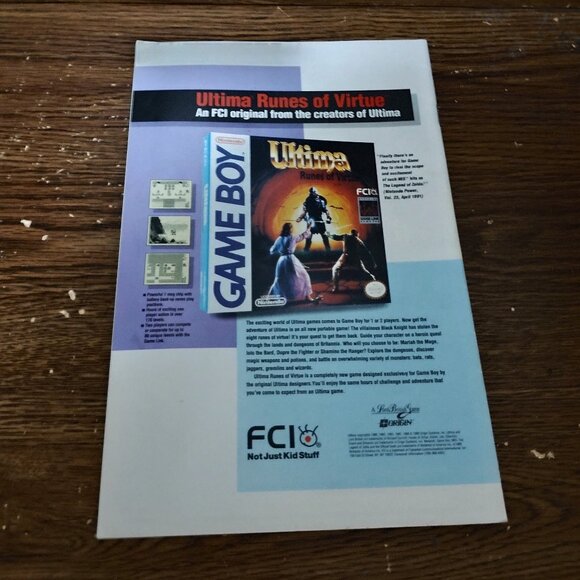 Ultima Runes of Virtue
An FCI original from the creators of Ultima
Nintendo
GAME BOY
Ultima
Runes of Virtue
FCI
Nintendo
"Finally there's an
adventure for Game
Boy to rival the scope
and excitement
of such NES hits as
The Legend of Zelda."
(Nintendo Power,
Vol. 23, April 1991)
■ Powerful 1 meg chip with
battery back-up saves play
positions.
■ Hours of exciting one
player action in over
■ Two players can compete
or cooperate for up to
levels with the
Game Link.
The exciting world of Ultima games comes to Game Boy for 1 or 2 players. Now get the
adventure of Ultima in an all new portable game! The villainous Black Knight has stolen the
eight runes of virtue! It's your quest to get them back. Guide your character on a heroic quest
through the lands and dungeons of Britannia. Who will you choose to be: Mariah the Mage,
Iolo the Bard, Dupre the Fighter or Shamino the Ranger? Explore the dungeons, discover
magic weapons and potions, and battle an overwhelming variety of monsters: bats, rats,
jaggers, gremlins and wizards.
Ultima Runes of Virtue is a completely new game designed exclusively for Game Boy by
the original Ultima designers. You'll enjoy the same hours of challenge and adventure that
you've come to expect from an Ultima game.
FCI
Not Just Kid Stuff
A Lord British Game
ORIGIN